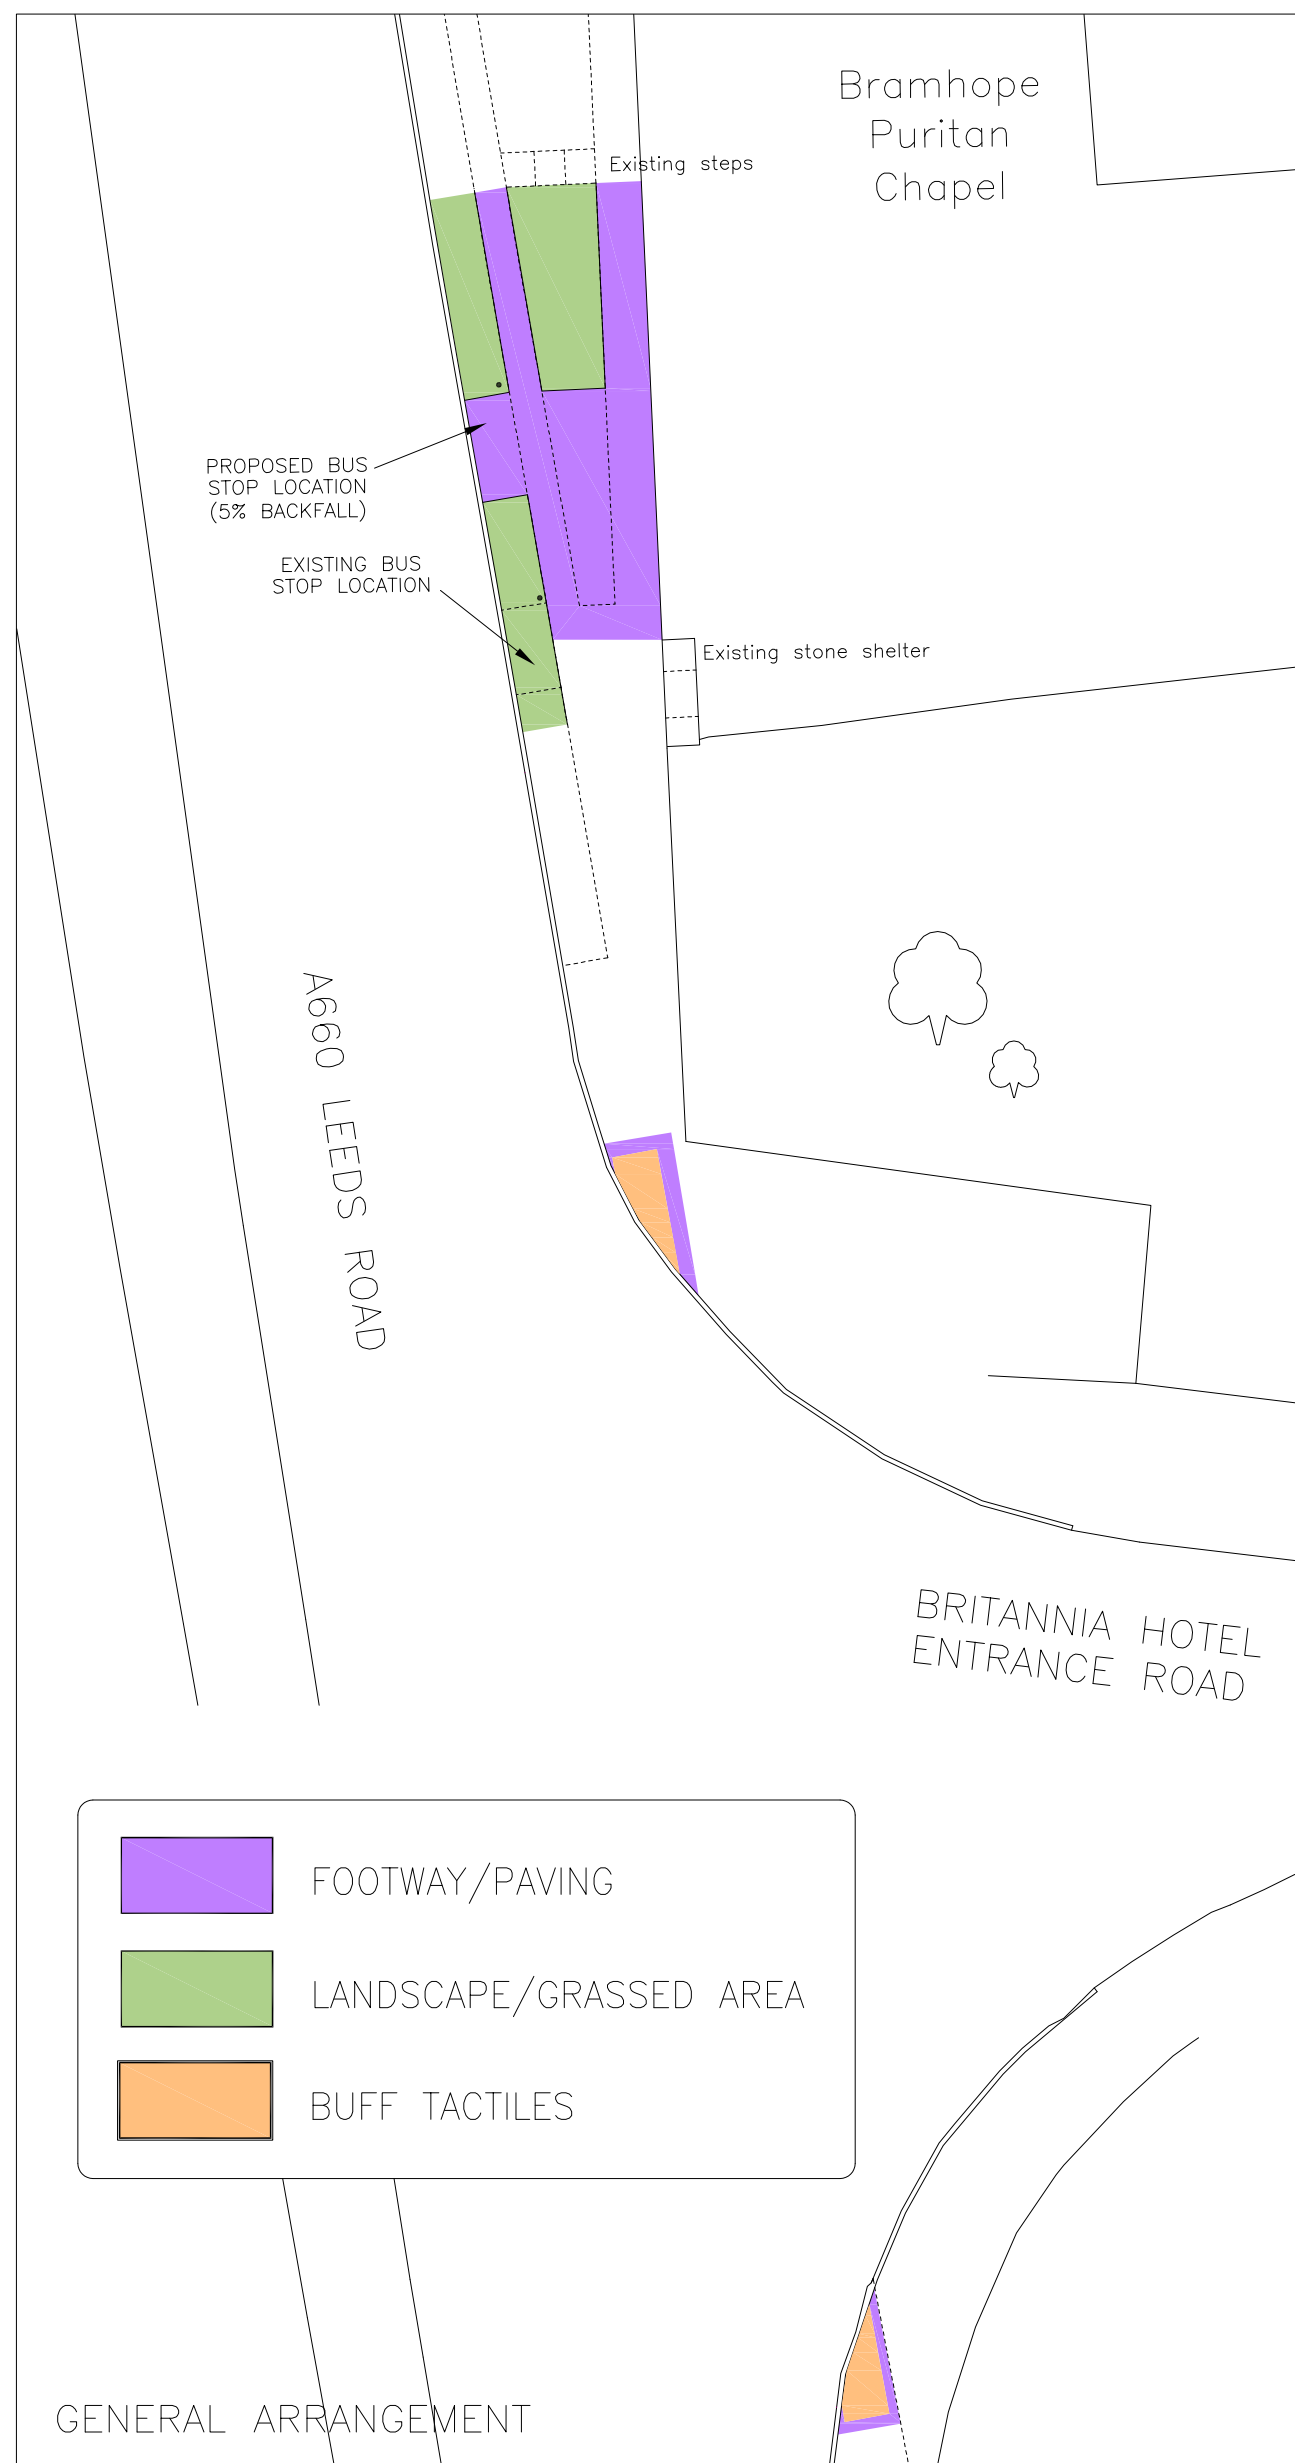 Bramhope
Puritan
Chapel
Existing steps
PROPOSED BUS
STOP LOCATION
(5% BACKFALL)
EXISTING BUS
STOP LOCATION
Existing stone shelter
A660 LEEDS ROAD
BRITANNIA HOTEL
ENTRANCE ROAD
FOOTWAY/PAVING
LANDSCAPE/GRASSED AREA
BUFF TACTILES
GENERAL ARRANGEMENT